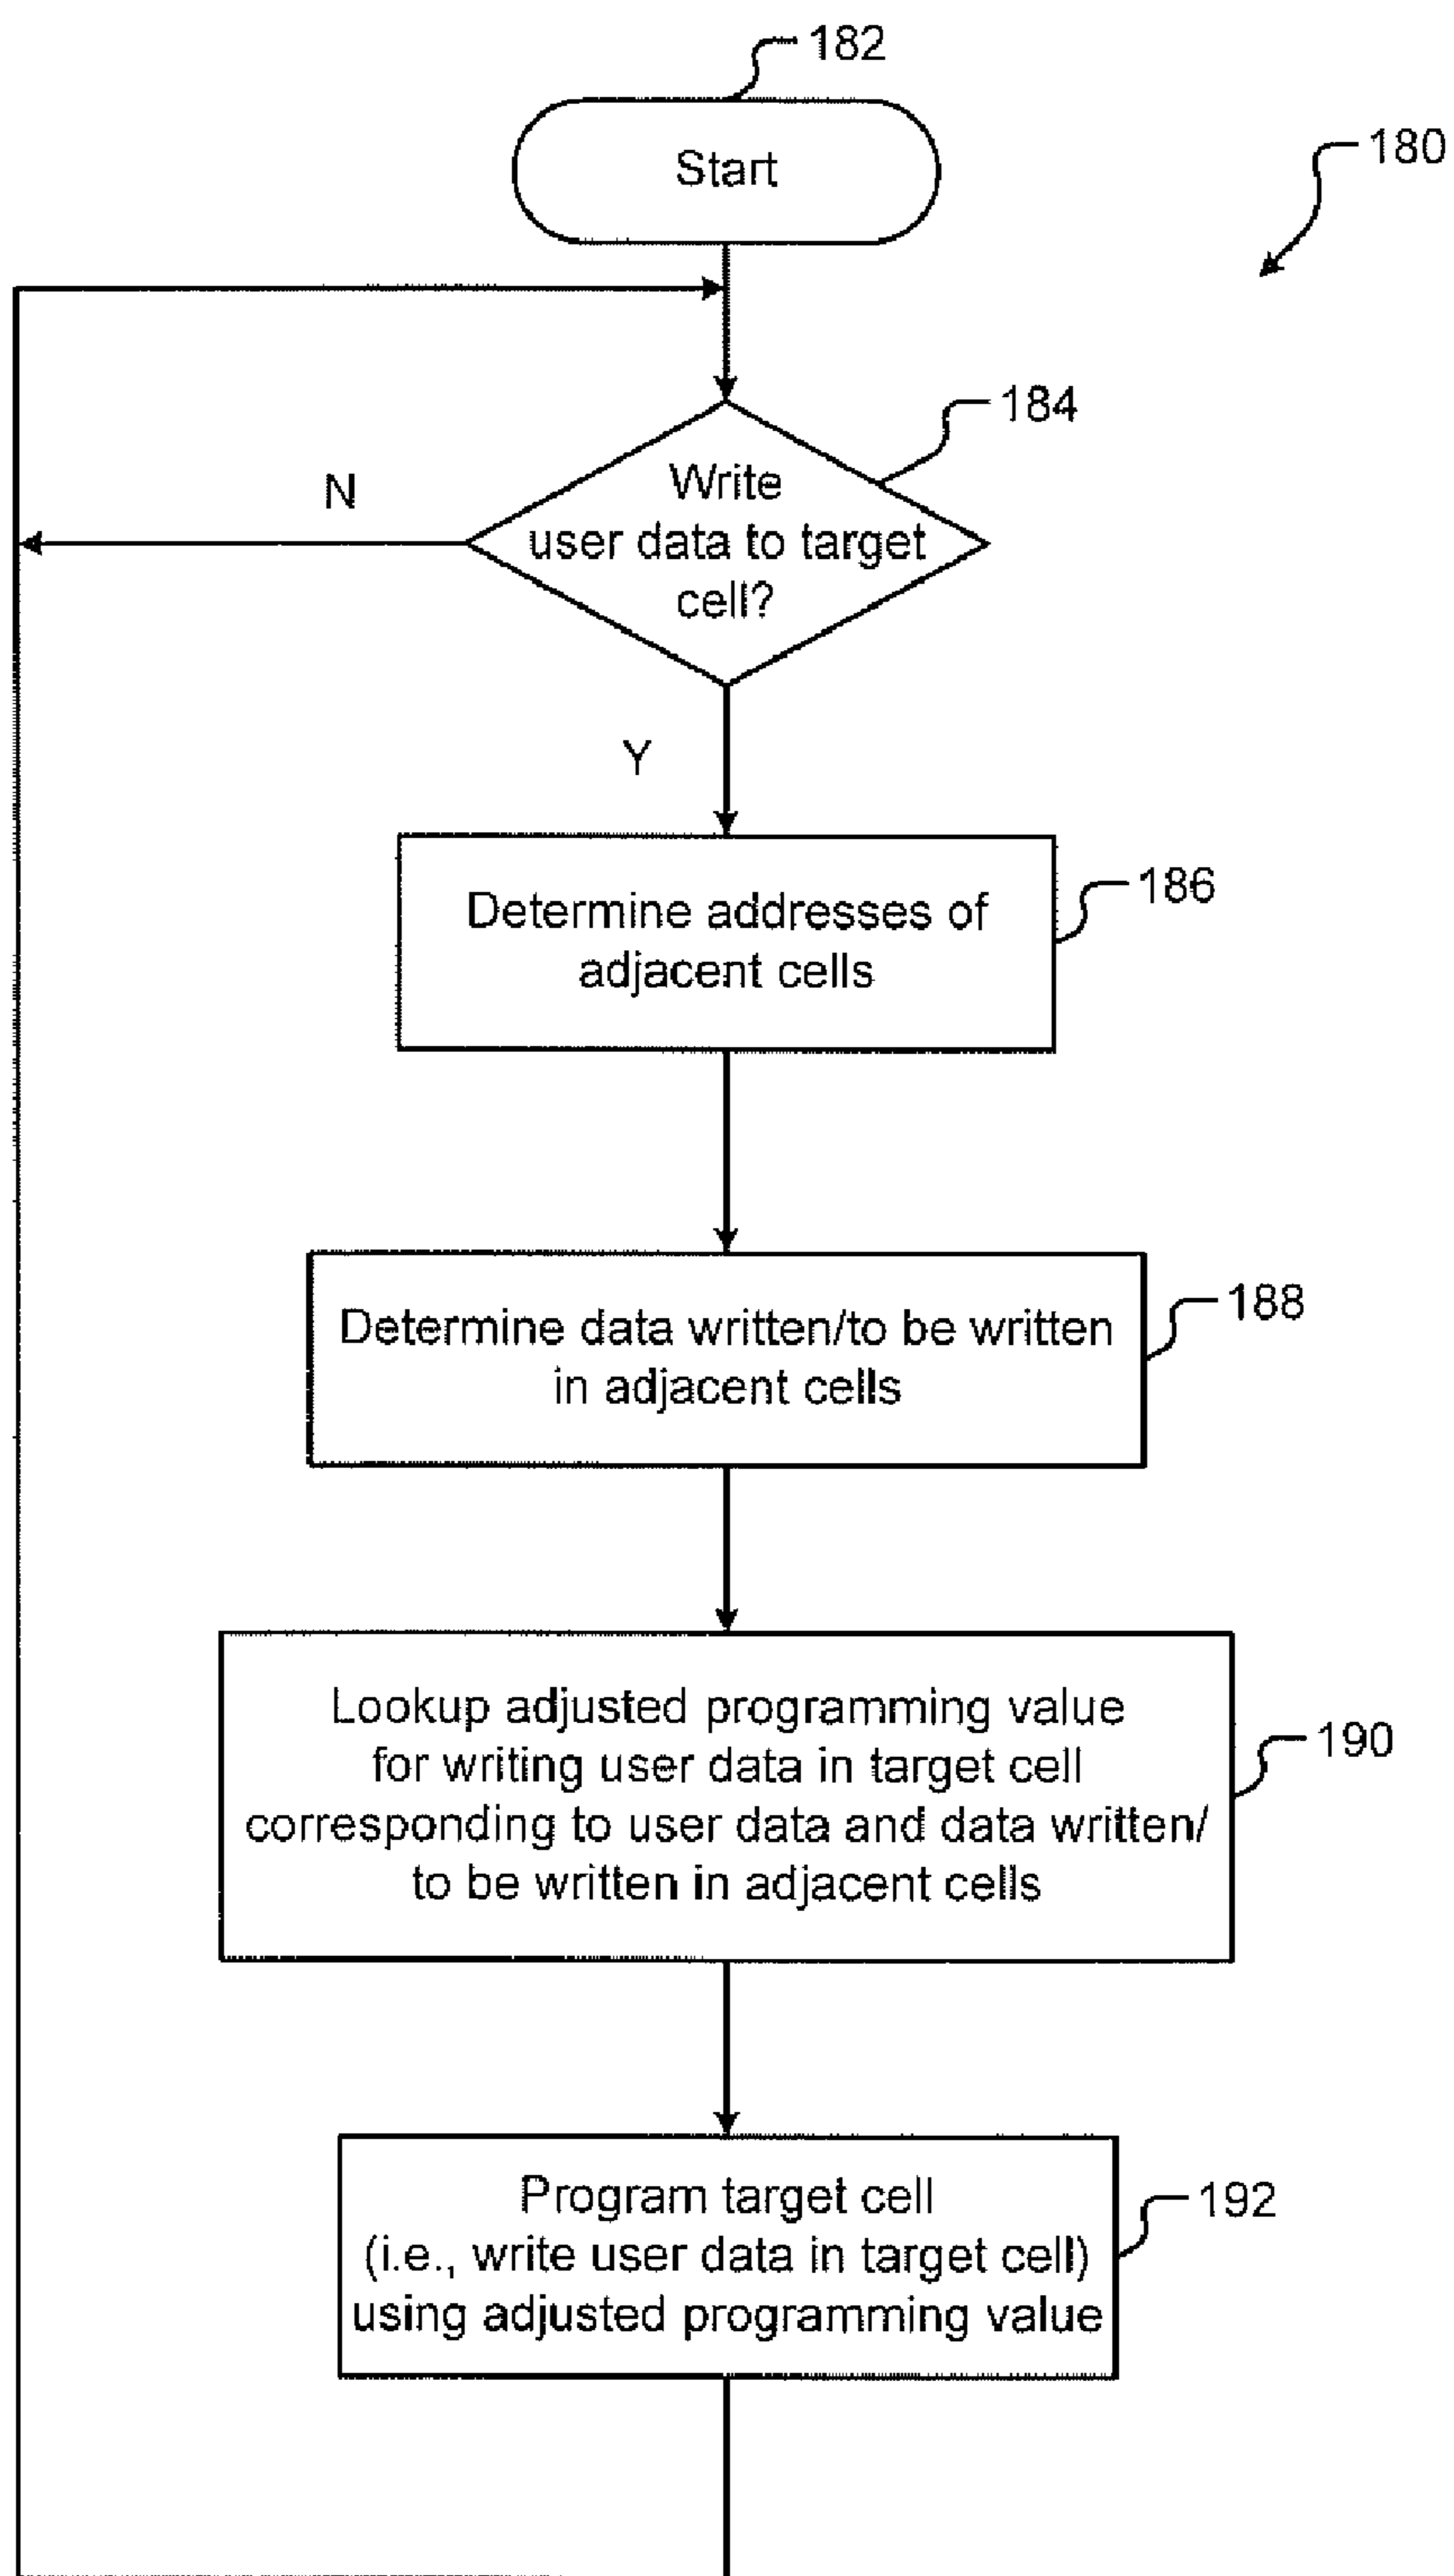 182
Start
180
184
Write
user data to target
cell?
N
Y
186
Determine addresses of
adjacent cells
188
Determine data written/to be written
in adjacent cells
190
Lookup adjusted programming value
for writing user data in target cell
corresponding to user data and data written/
to be written in adjacent cells
192
Program target cell
(i.e., write user data in target cell)
using adjusted programming value